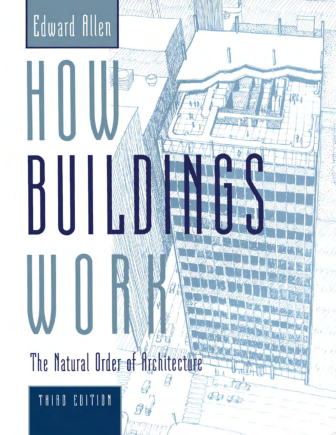 Edward Allen
HOW
BUILDINGS
WORK
The Natural Order of Architecture
THIRD EDITION